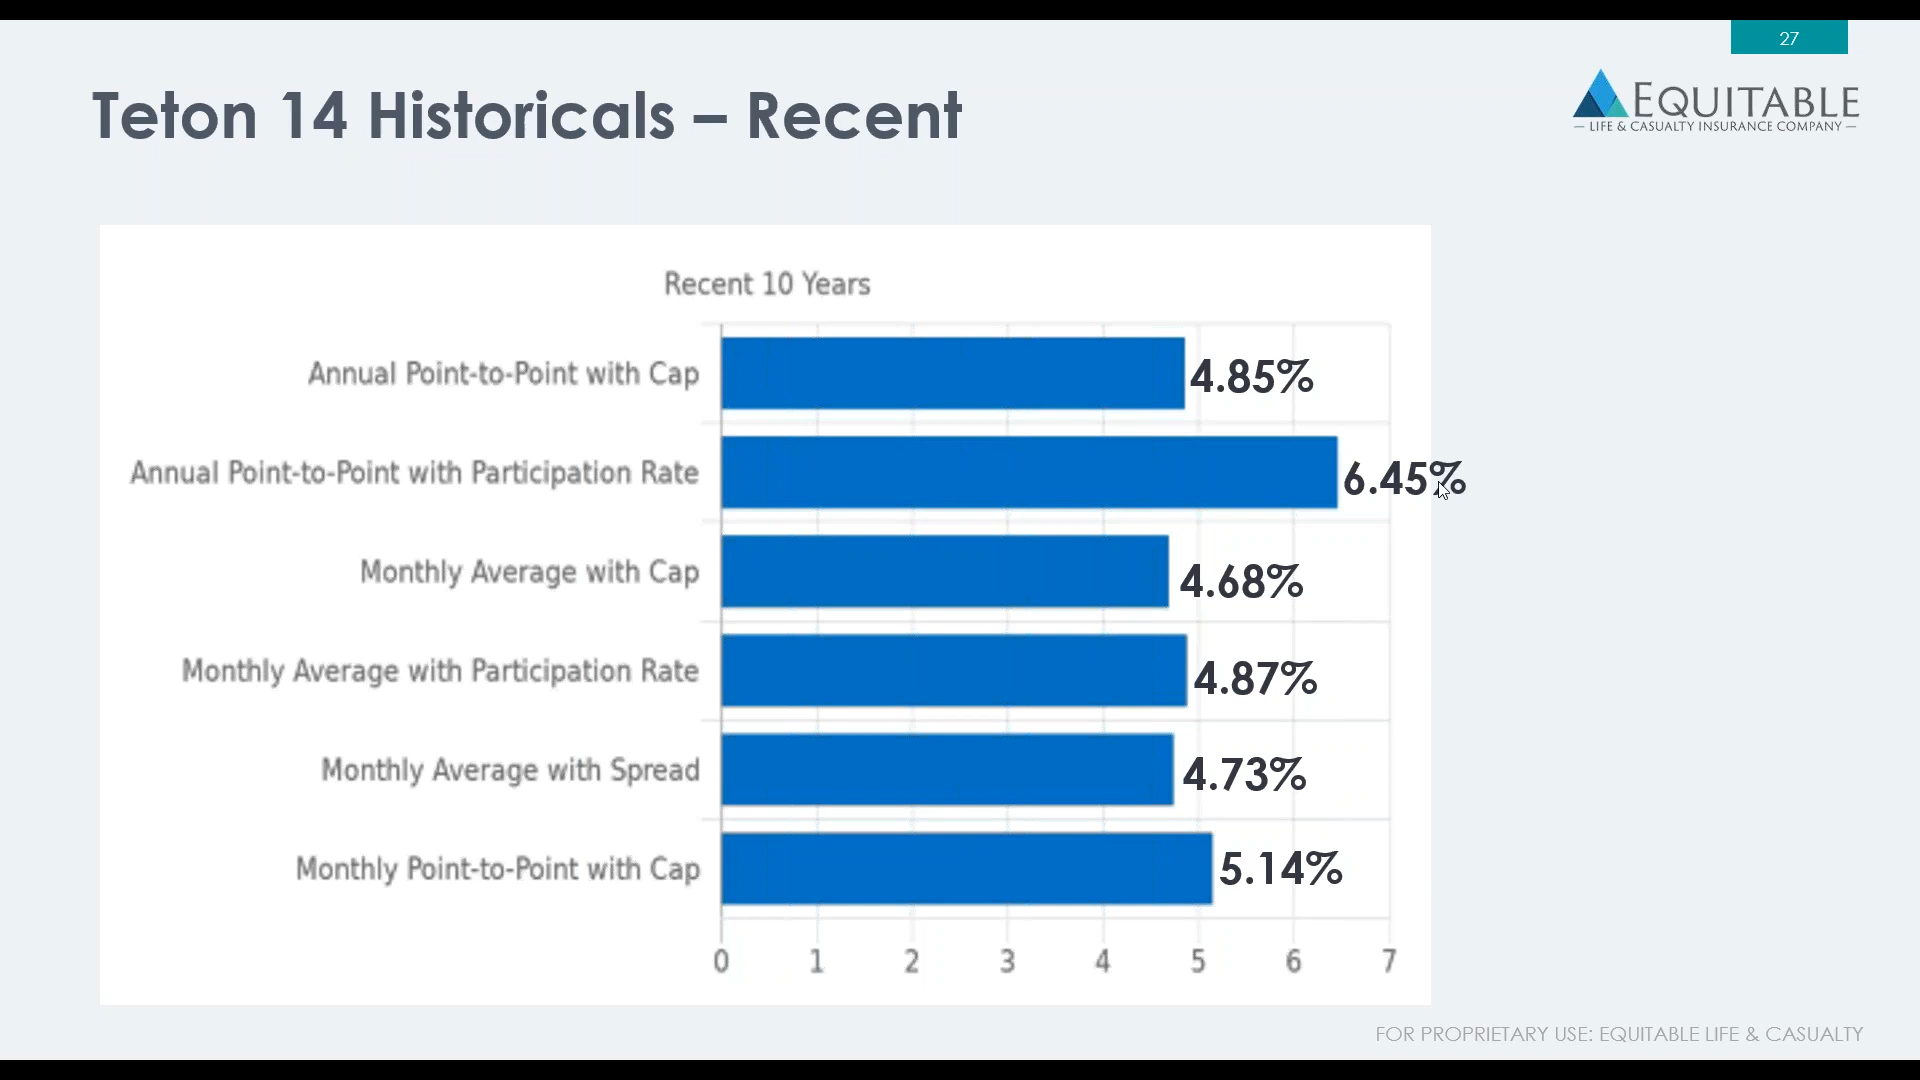 27
Teton 14 Historicals – Recent
EQUITABLE
LIFE & CASUALTY INSURANCE COMPANY
Recent 10 Years
Annual Point-to-Point with Cap 4.85%
Annual Point-to-Point with Participation Rate 6.45%
Monthly Average with Cap 4.68%
Monthly Average with Participation Rate 4.87%
Monthly Average with Spread 4.73%
Monthly Point-to-Point with Cap 5.14%
0 1 2 3 4 5 6 7
FOR PROPRIETARY USE: EQUITABLE LIFE & CASUALTY